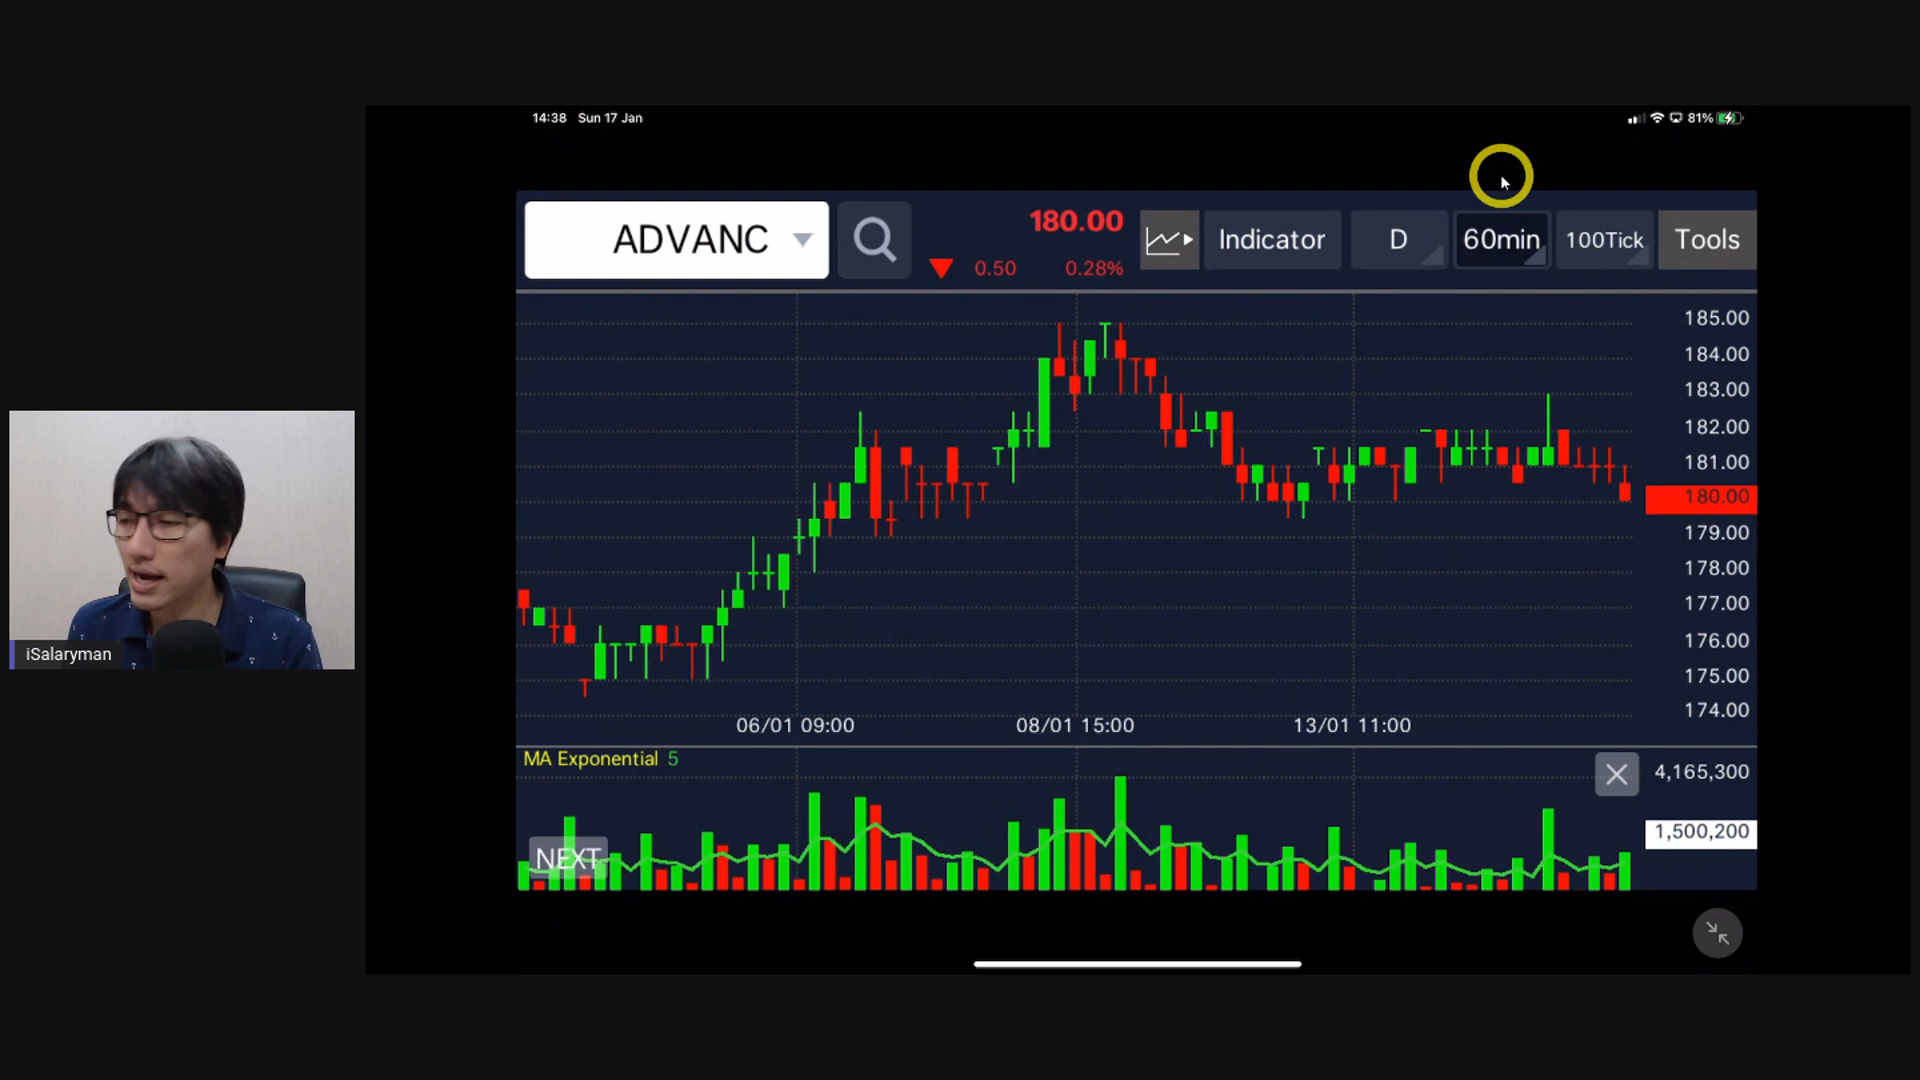 14:38 Sun 17 Jan
81%
ADVANC
180.00
0.50 0.28%
Indicator
D
60min
100Tick
Tools
185.00
184.00
183.00
182.00
181.00
180.00
179.00
178.00
177.00
176.00
175.00
174.00
06/01 09:00
08/01 15:00
13/01 11:00
MA Exponential 5
4,165,300
1,500,200
NEXT
iSalaryman